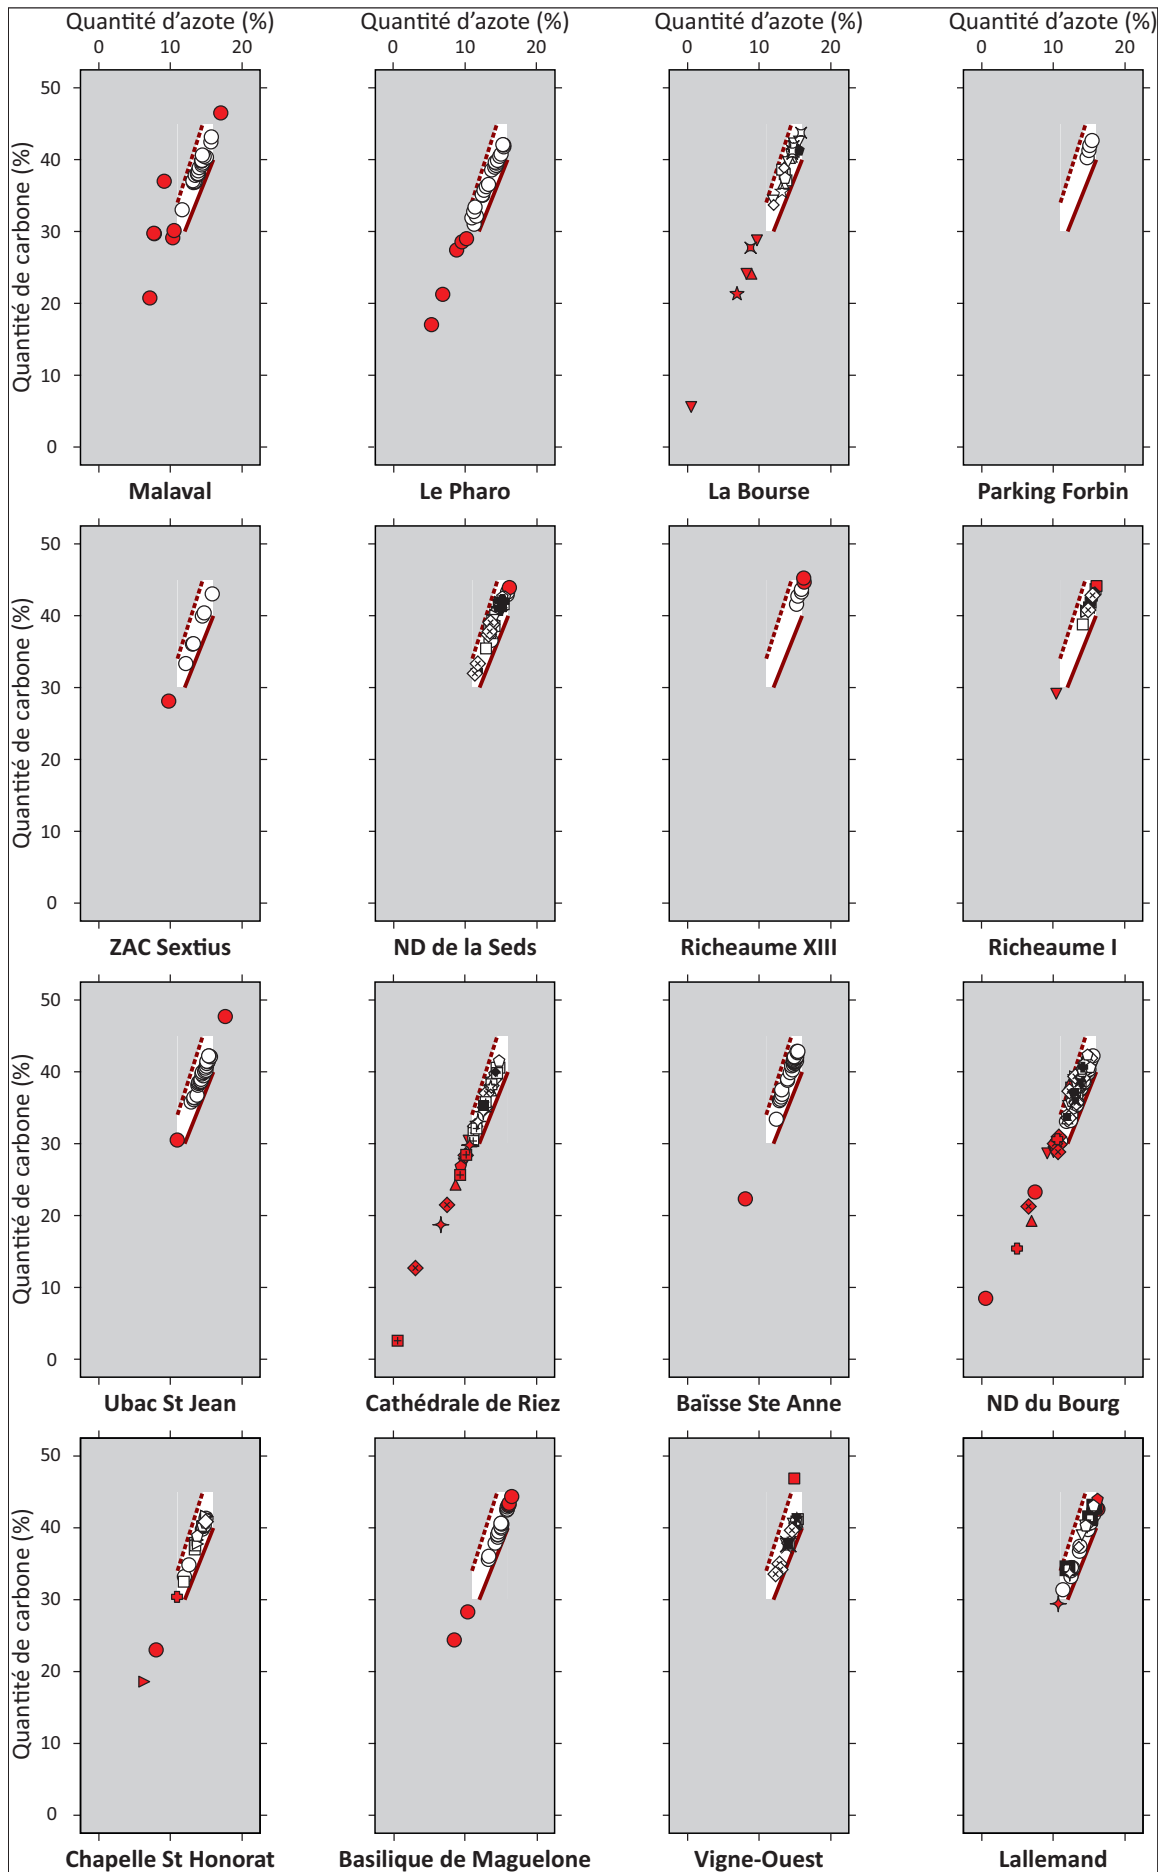 Quantité d'azote (%) Quantité d'azote (%) Quantité d'azote (%) Quantité d'azote (%)
0 10 20 0 10 20 0 10 20 0 10 20
Quantité de carbone (%)
50
40
30
20
10
0
Malaval Le Pharo La Bourse Parking Forbin
Quantité de carbone (%)
50
40
30
20
10
0
ZAC Sextius ND de la Seds Richeaume XIII Richeaume I
Quantité de carbone (%)
50
40
30
20
10
0
Ubac St Jean Cathédrale de Riez Baïsse Ste Anne ND du Bourg
Quantité de carbone (%)
50
40
30
20
10
0
Chapelle St Honorat Basilique de Maguelone Vigne-Ouest Lallemand